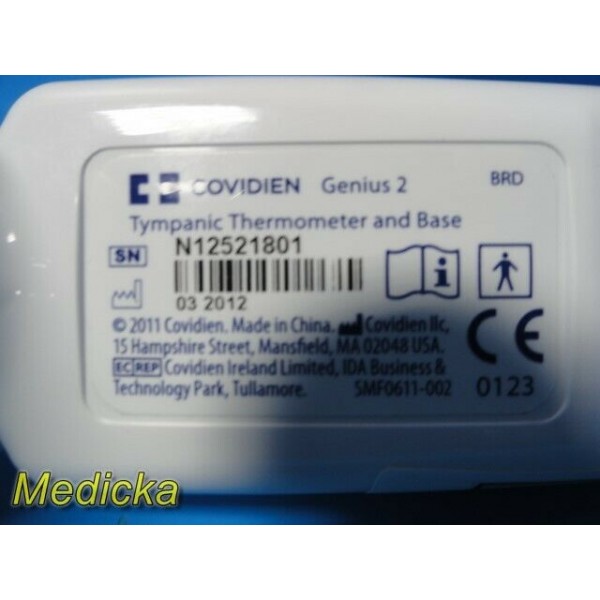 COVIDIEN Genius 2 BRD
Tympanic Thermometer and Base
SN N12521801
03 2012
© 2011 Covidien. Made in China. Covidien llc,
15 Hampshire Street, Mansfield, MA 02048 USA.
EC REP Covidien Ireland Limited, IDA Business &
Technology Park, Tullamore. SMF0611-002
CE 0123
Medicka